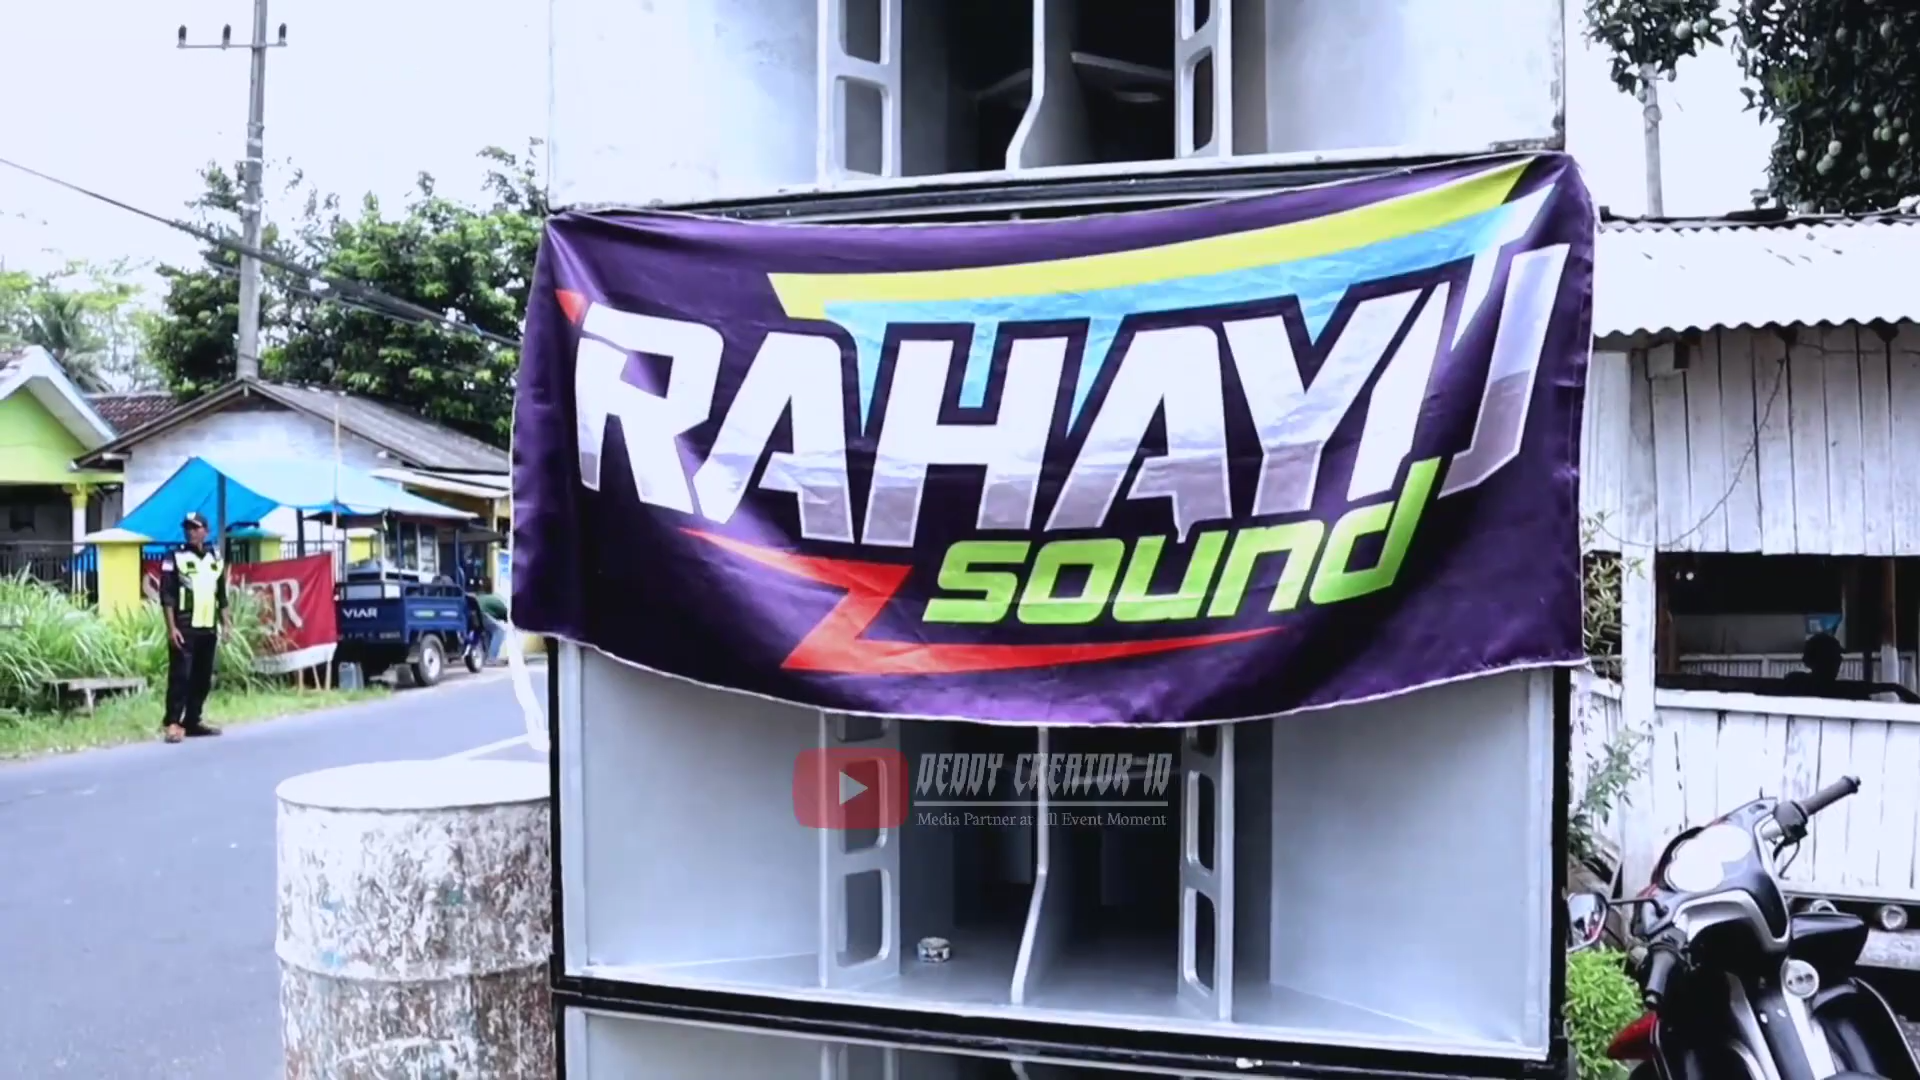 RAHAYU
sound
VIAR
DEDDY CREATOR ID
Media Partner at All Event Moment